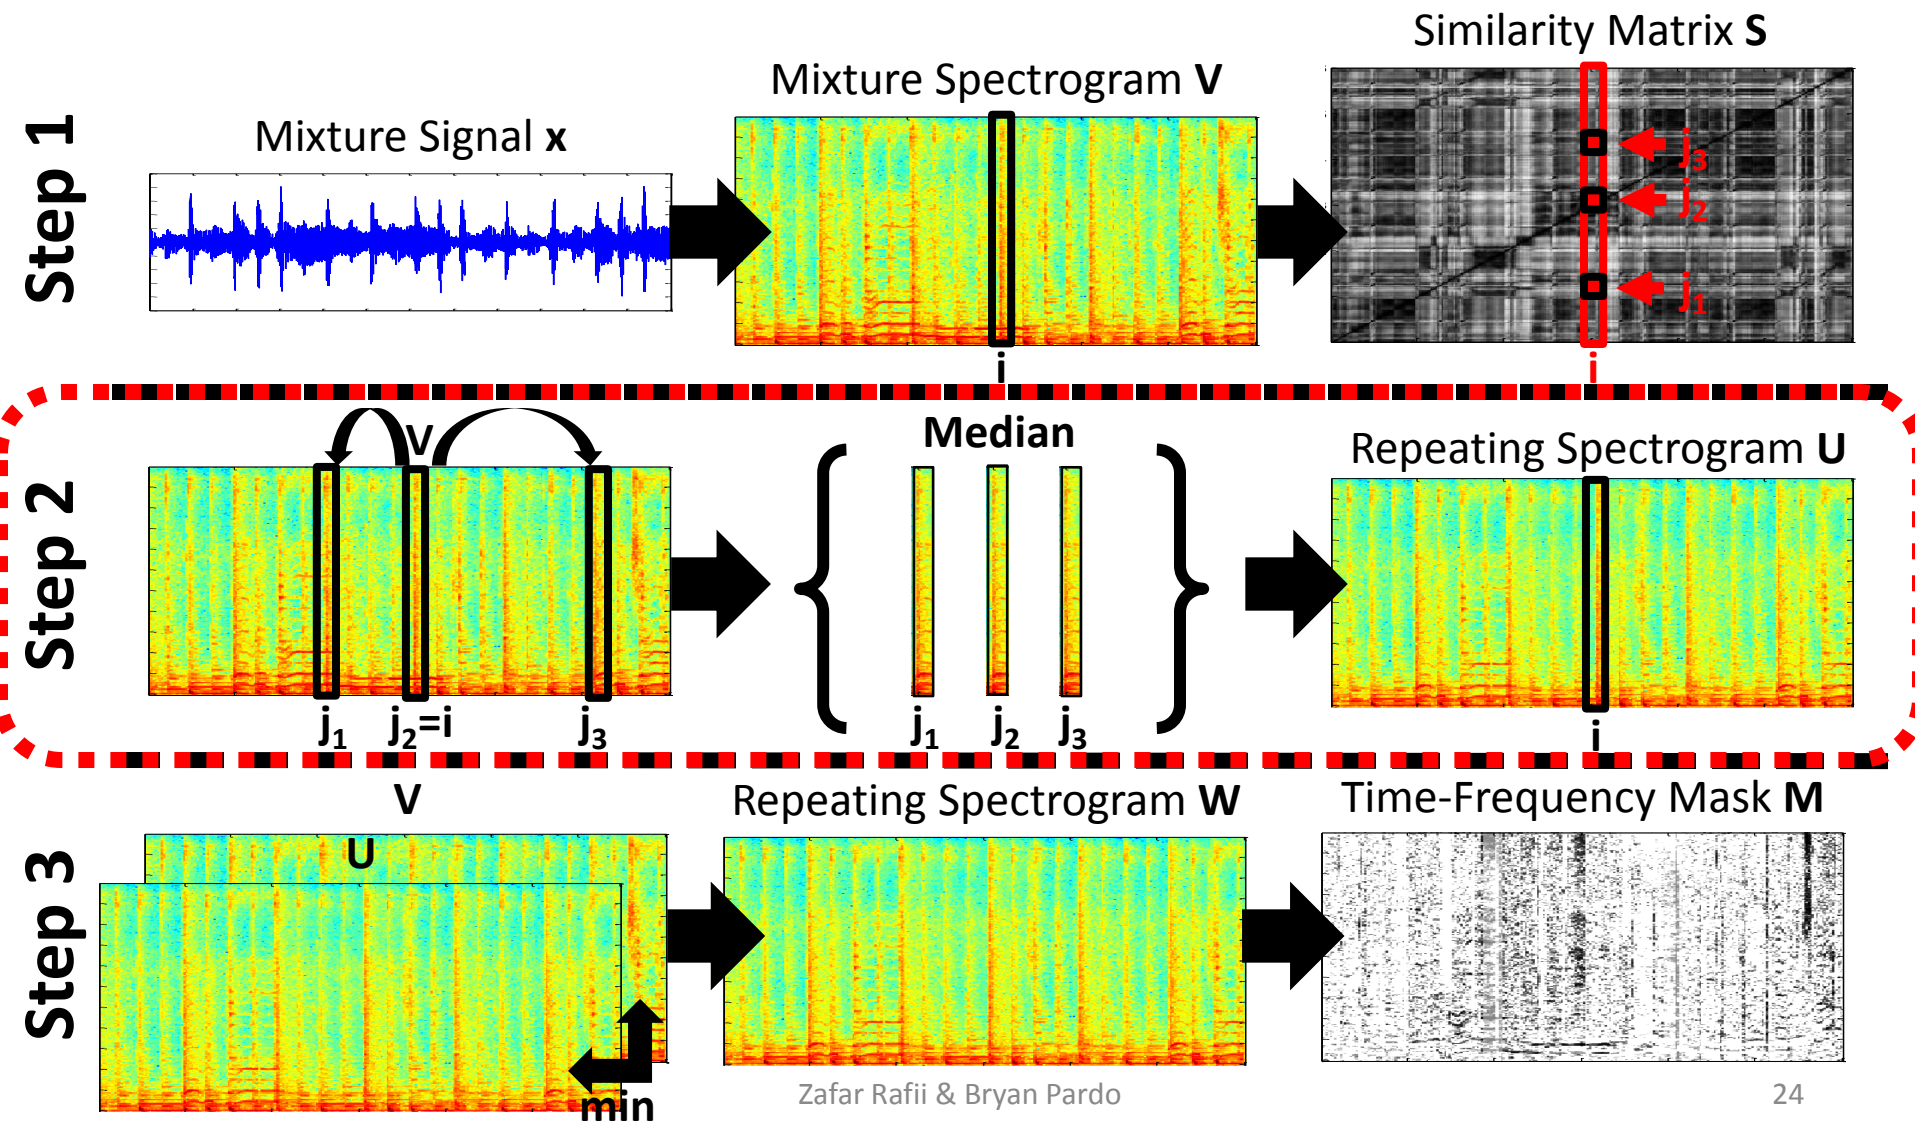 Step 1
Mixture Signal x
Mixture Spectrogram V
i
Similarity Matrix S
j3
j2
j1
i
Step 2
V
j1 j2=i j3
Median
j1 j2 j3
Repeating Spectrogram U
i
Step 3
V
U
min
Repeating Spectrogram W
Time-Frequency Mask M
Zafar Rafii & Bryan Pardo
24